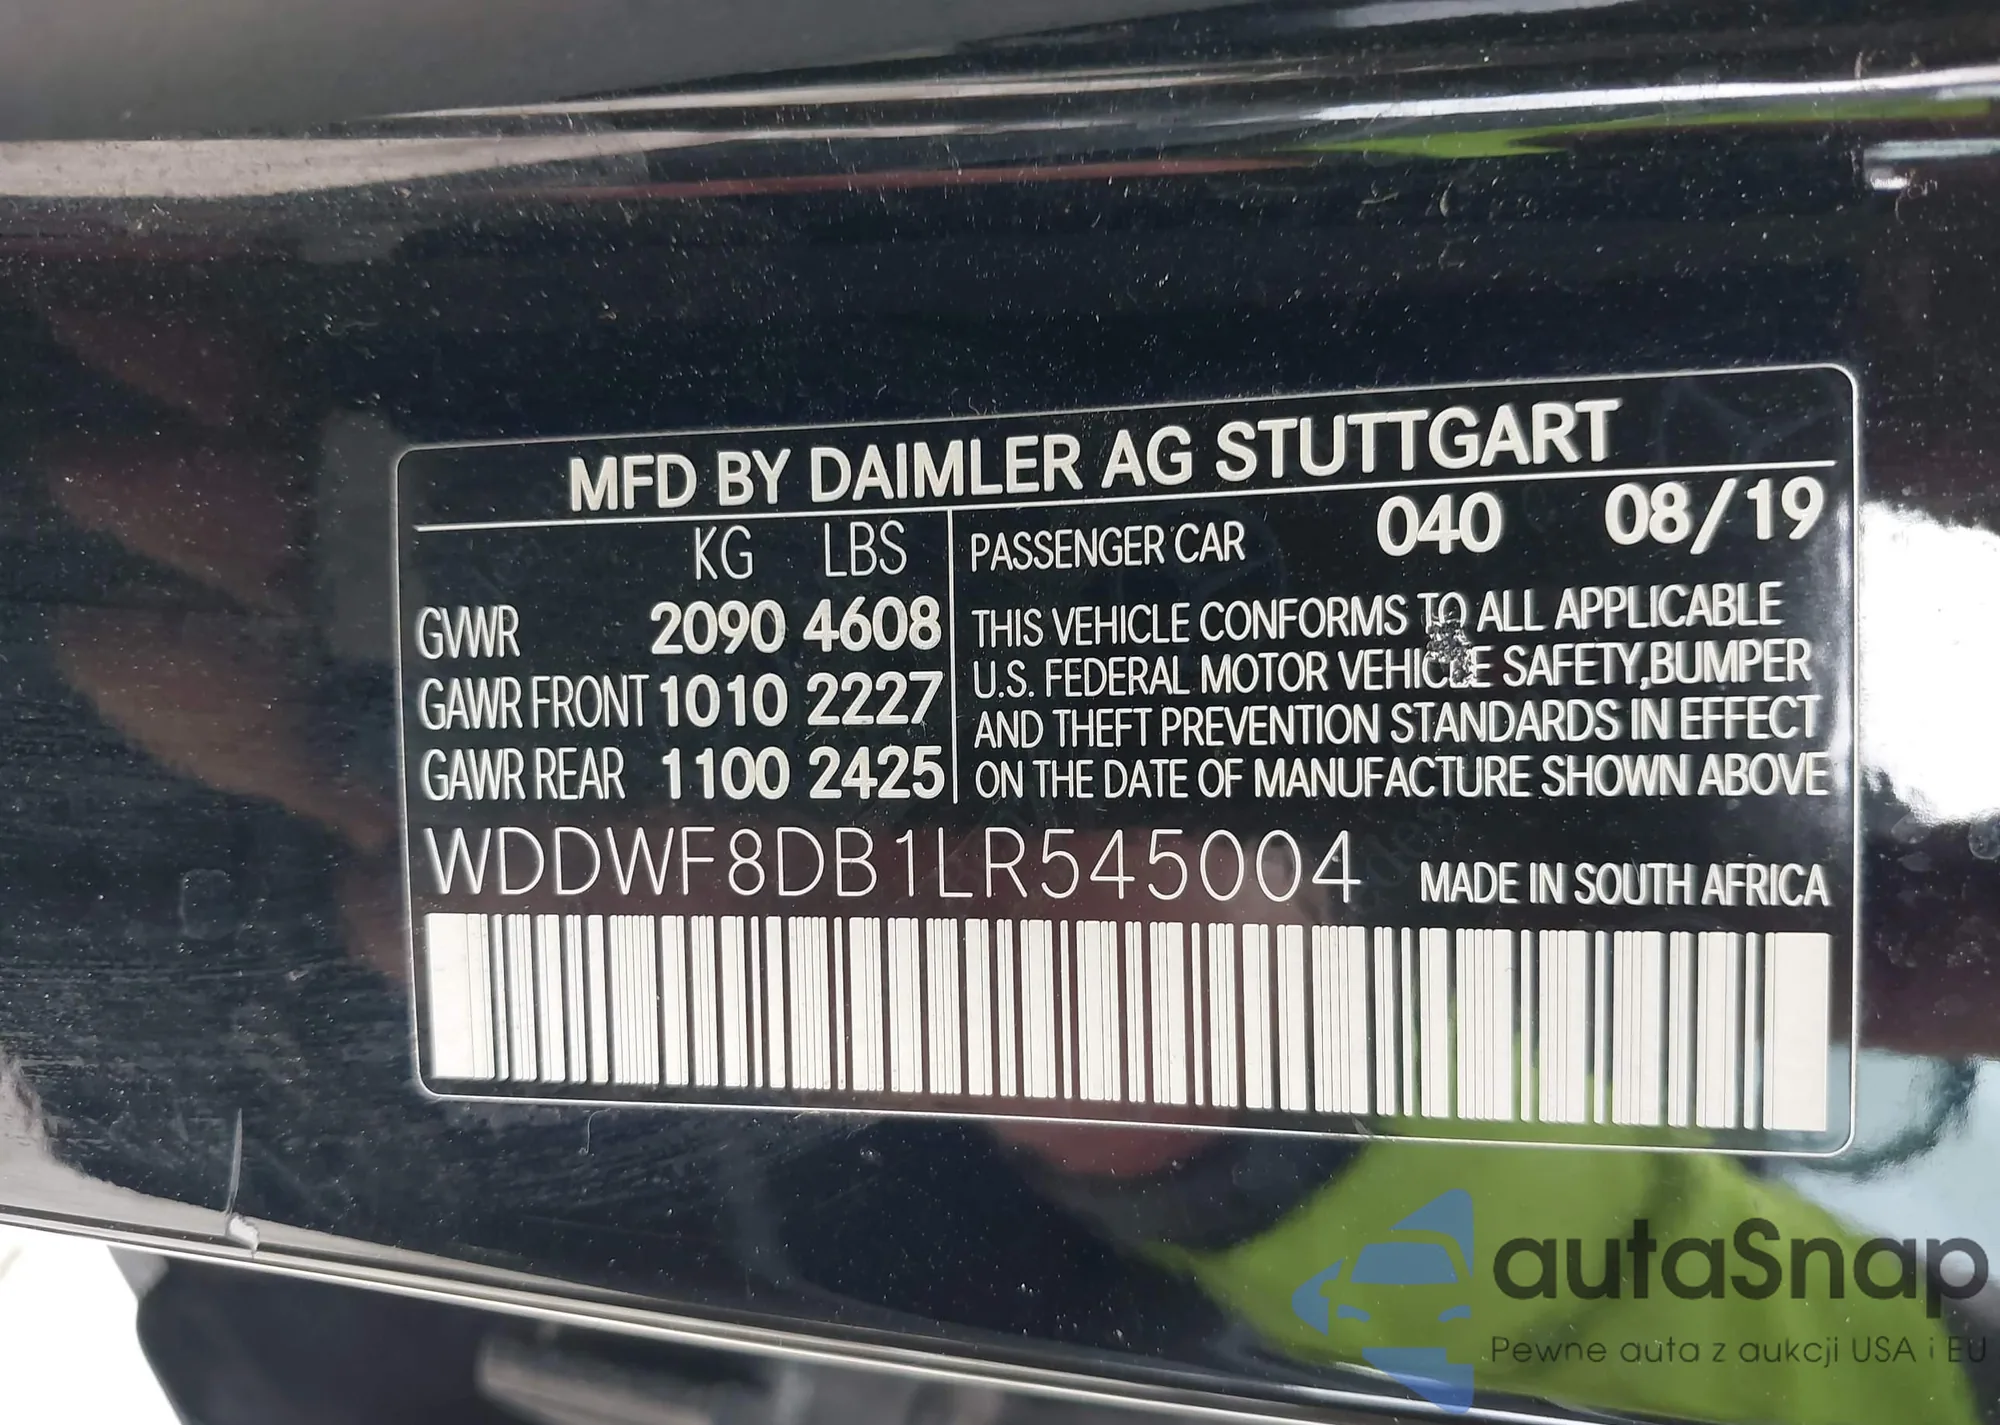 MFD BY DAIMLER AG STUTTGART
KG LBS
GVWR 2090 4608
GAWR FRONT 1010 2227
GAWR REAR 1100 2425
PASSENGER CAR 040 08/19
THIS VEHICLE CONFORMS TO ALL APPLICABLE
U.S. FEDERAL MOTOR VEHICLE SAFETY,BUMPER
AND THEFT PREVENTION STANDARDS IN EFFECT
ON THE DATE OF MANUFACTURE SHOWN ABOVE
WDDWF8DB1LR545004 MADE IN SOUTH AFRICA
autaSnap
Pewne auta z aukcji USA i EU